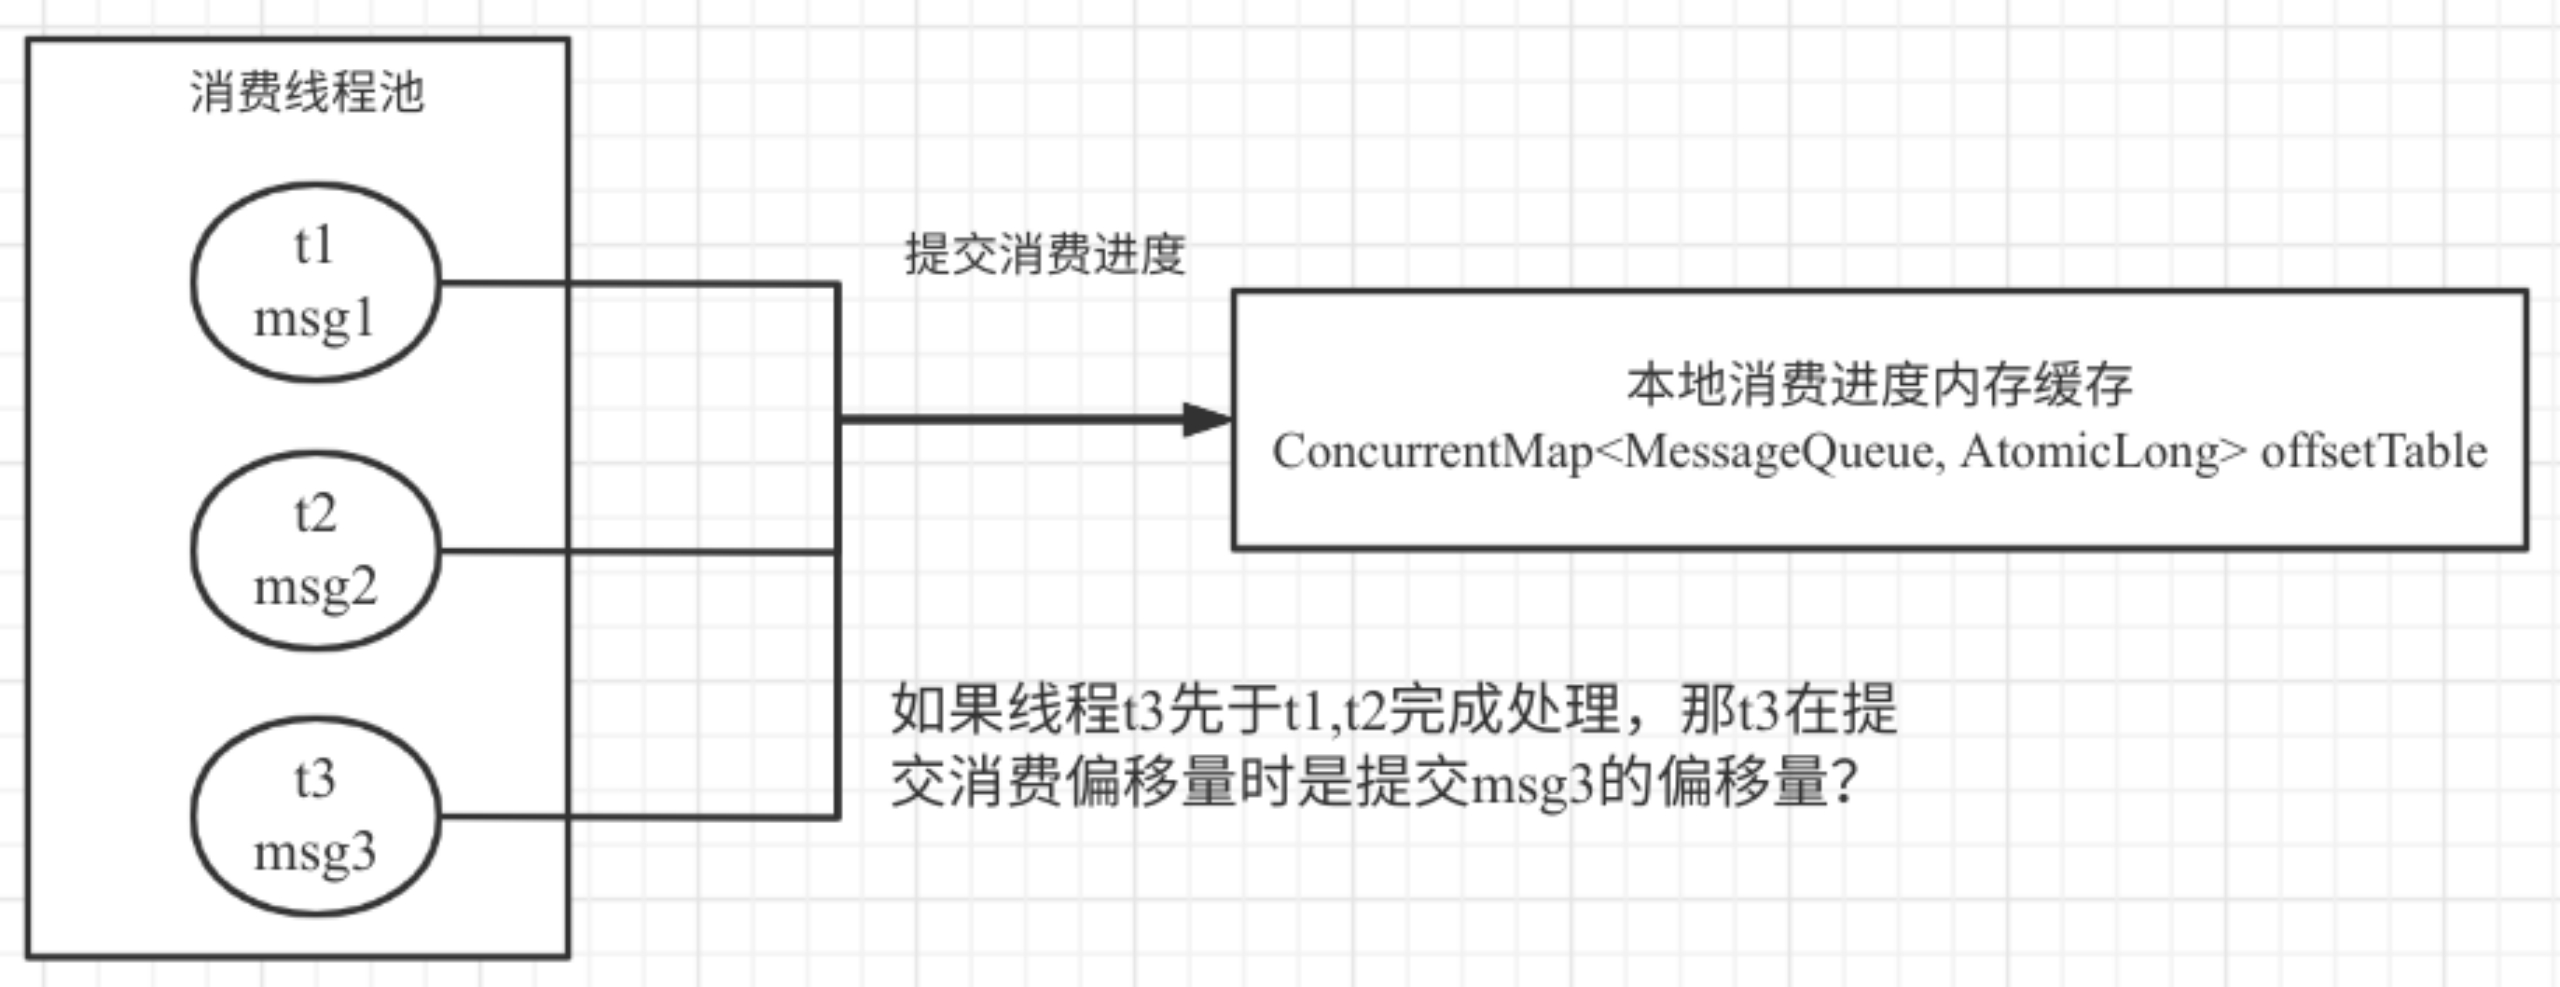 消费线程池
t1
msg1
t2
msg2
t3
msg3
提交消费进度
本地消费进度内存缓存
ConcurrentMap<MessageQueue, AtomicLong> offsetTable
如果线程t3先于t1,t2完成处理，那t3在提
交消费偏移量时是提交msg3的偏移量？